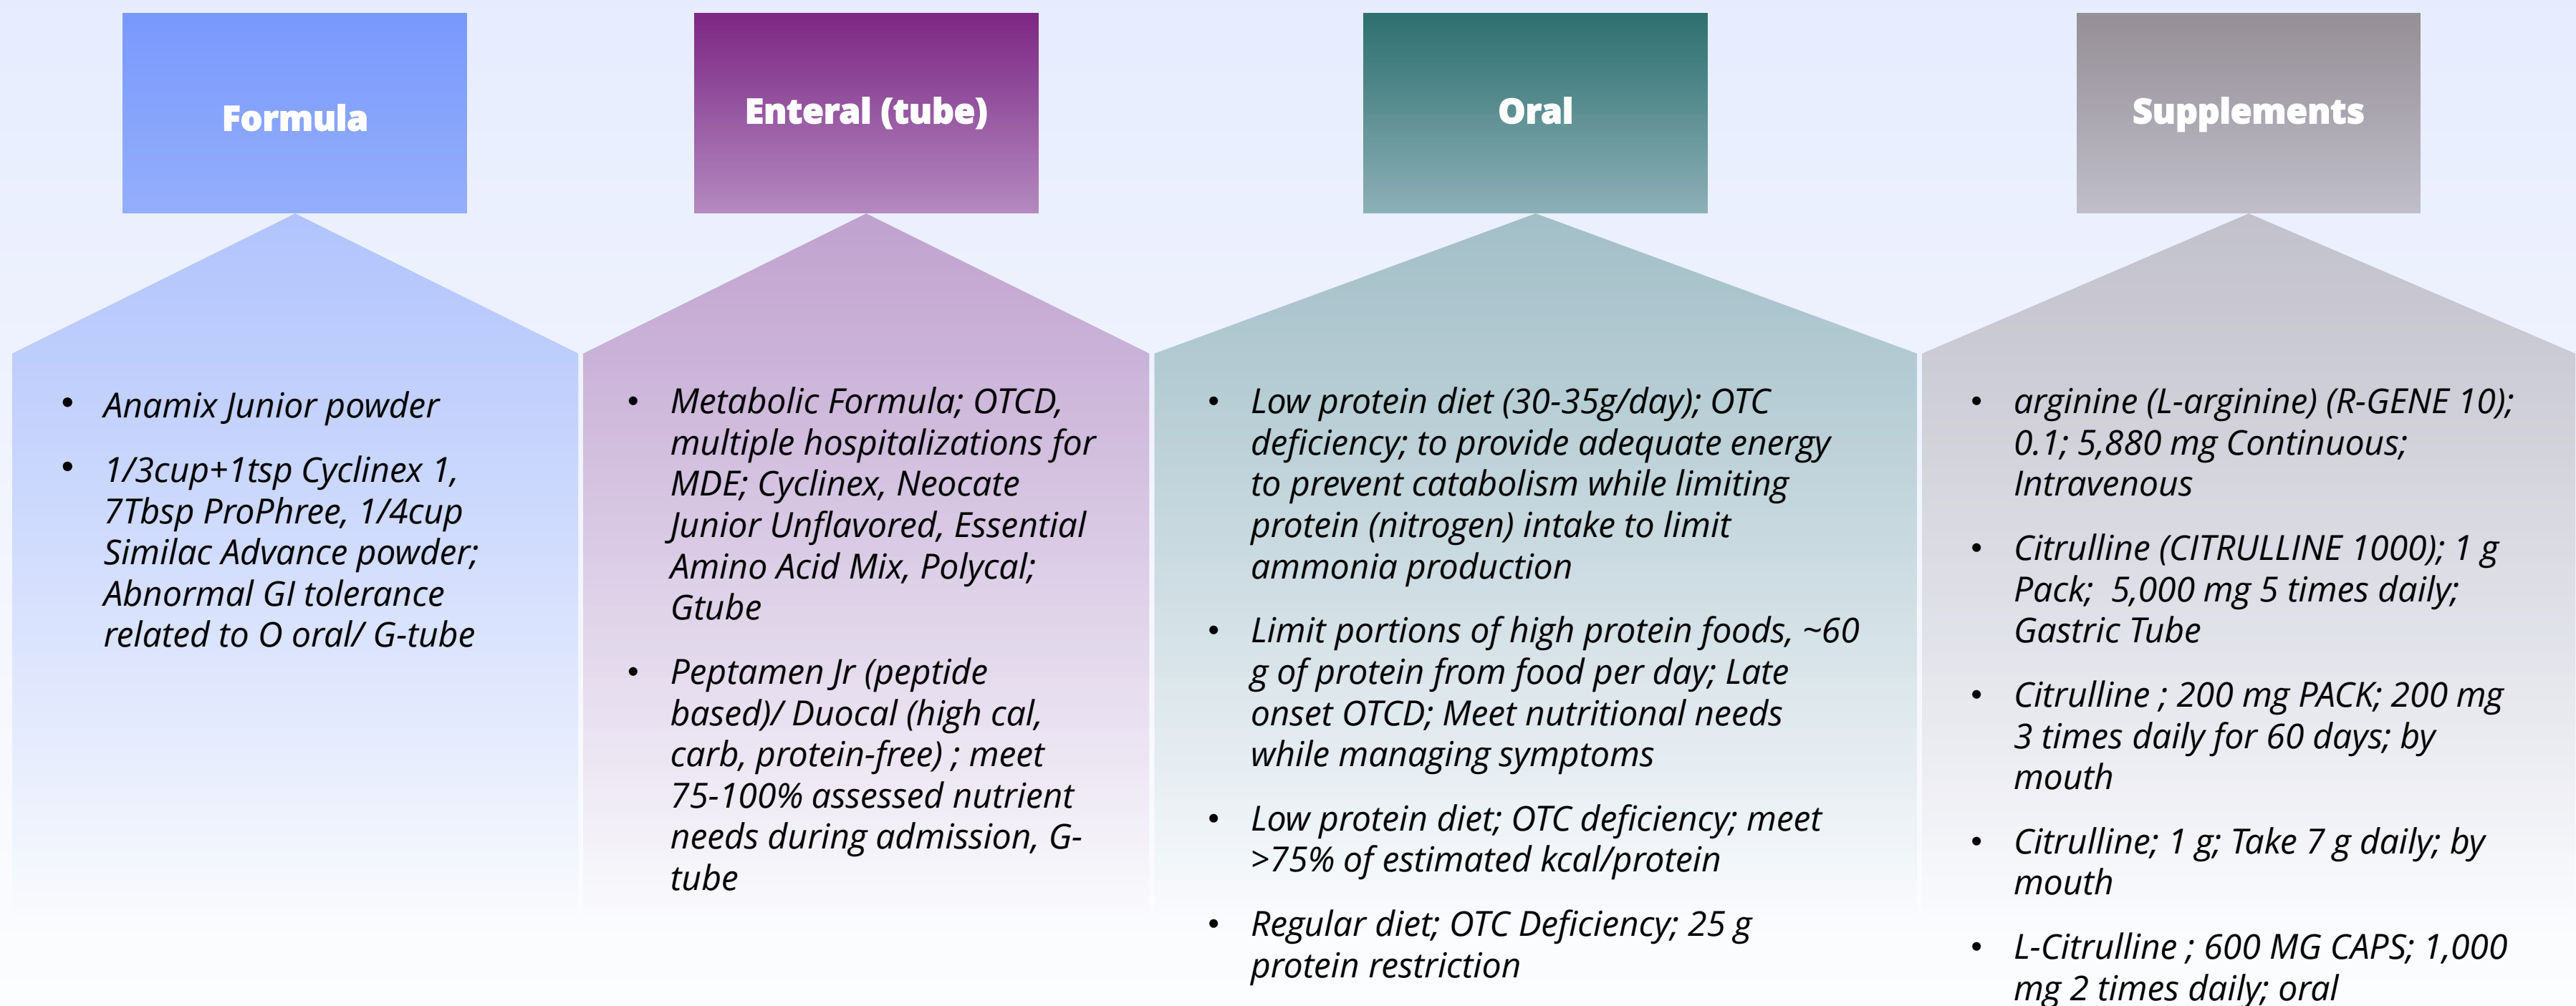 Formula
• Anamix Junior powder
• 1/3cup+1tsp Cyclinex 1,
7Tbsp ProPhree, 1/4cup
Similac Advance powder;
Abnormal GI tolerance
related to O oral/ G-tube
Enteral (tube)
• Metabolic Formula; OTCD,
multiple hospitalizations for
MDE; Cyclinex, Neocate
Junior Unflavored, Essential
Amino Acid Mix, Polycal;
Gtube
• Peptamen Jr (peptide
based)/ Duocal (high cal,
carb, protein-free) ; meet
75-100% assessed nutrient
needs during admission, G-
tube
Oral
• Low protein diet (30-35g/day); OTC
deficiency; to provide adequate energy
to prevent catabolism while limiting
protein (nitrogen) intake to limit
ammonia production
• Limit portions of high protein foods, ~60
g of protein from food per day; Late
onset OTCD; Meet nutritional needs
while managing symptoms
• Low protein diet; OTC deficiency; meet
>75% of estimated kcal/protein
• Regular diet; OTC Deficiency; 25 g
protein restriction
Supplements
• arginine (L-arginine) (R-GENE 10);
0.1; 5,880 mg Continuous;
Intravenous
• Citrulline (CITRULLINE 1000); 1 g
Pack;  5,000 mg 5 times daily;
Gastric Tube
• Citrulline ; 200 mg PACK; 200 mg
3 times daily for 60 days; by
mouth
• Citrulline; 1 g; Take 7 g daily; by
mouth
• L-Citrulline ; 600 MG CAPS; 1,000
mg 2 times daily; oral